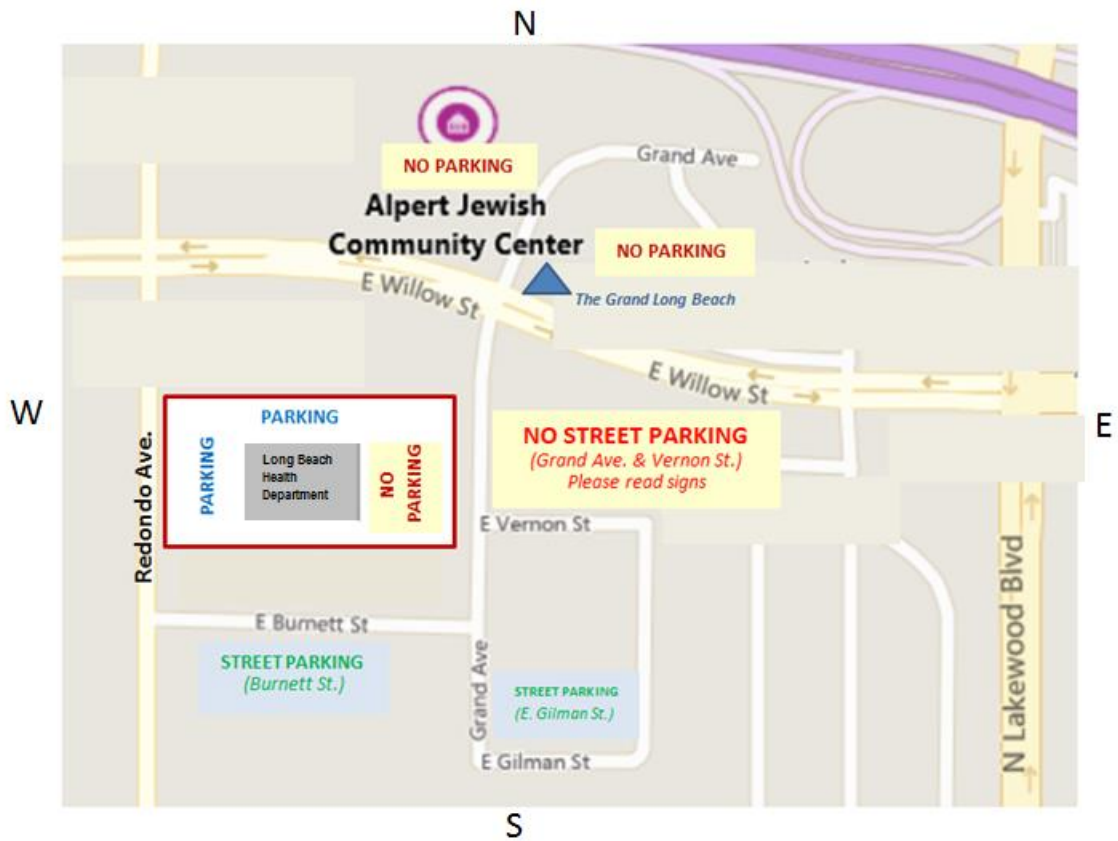 N
Grand Ave
NO PARKING
Alpert Jewish
Community Center
NO PARKING
The Grand Long Beach
E Willow St
E Willow St
W
E
PARKING
PARKING
Long Beach
Health
Department
NO
PARKING
NO STREET PARKING
(Grand Ave. & Vernon St.)
Please read signs
Redondo Ave.
E Vernon St
N Lakewood Blvd
E Burnett St
STREET PARKING
(Burnett St.)
Grand Ave
STREET PARKING
(E. Gilman St.)
E Gilman St
S